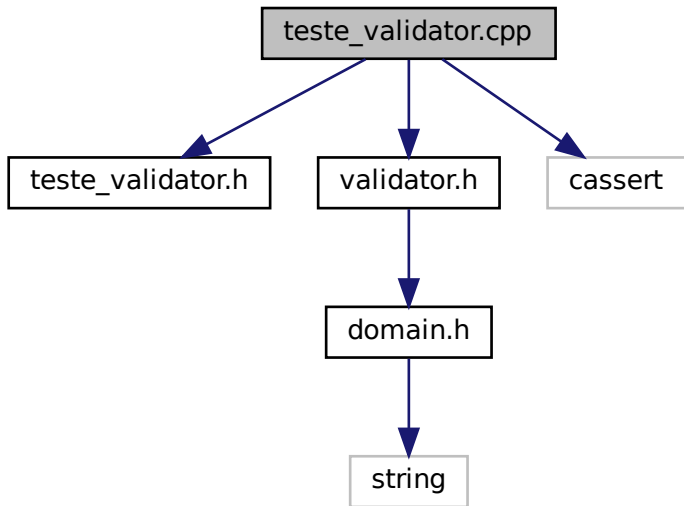 teste_validator.cpp
teste_validator.h
validator.h
cassert
domain.h
string